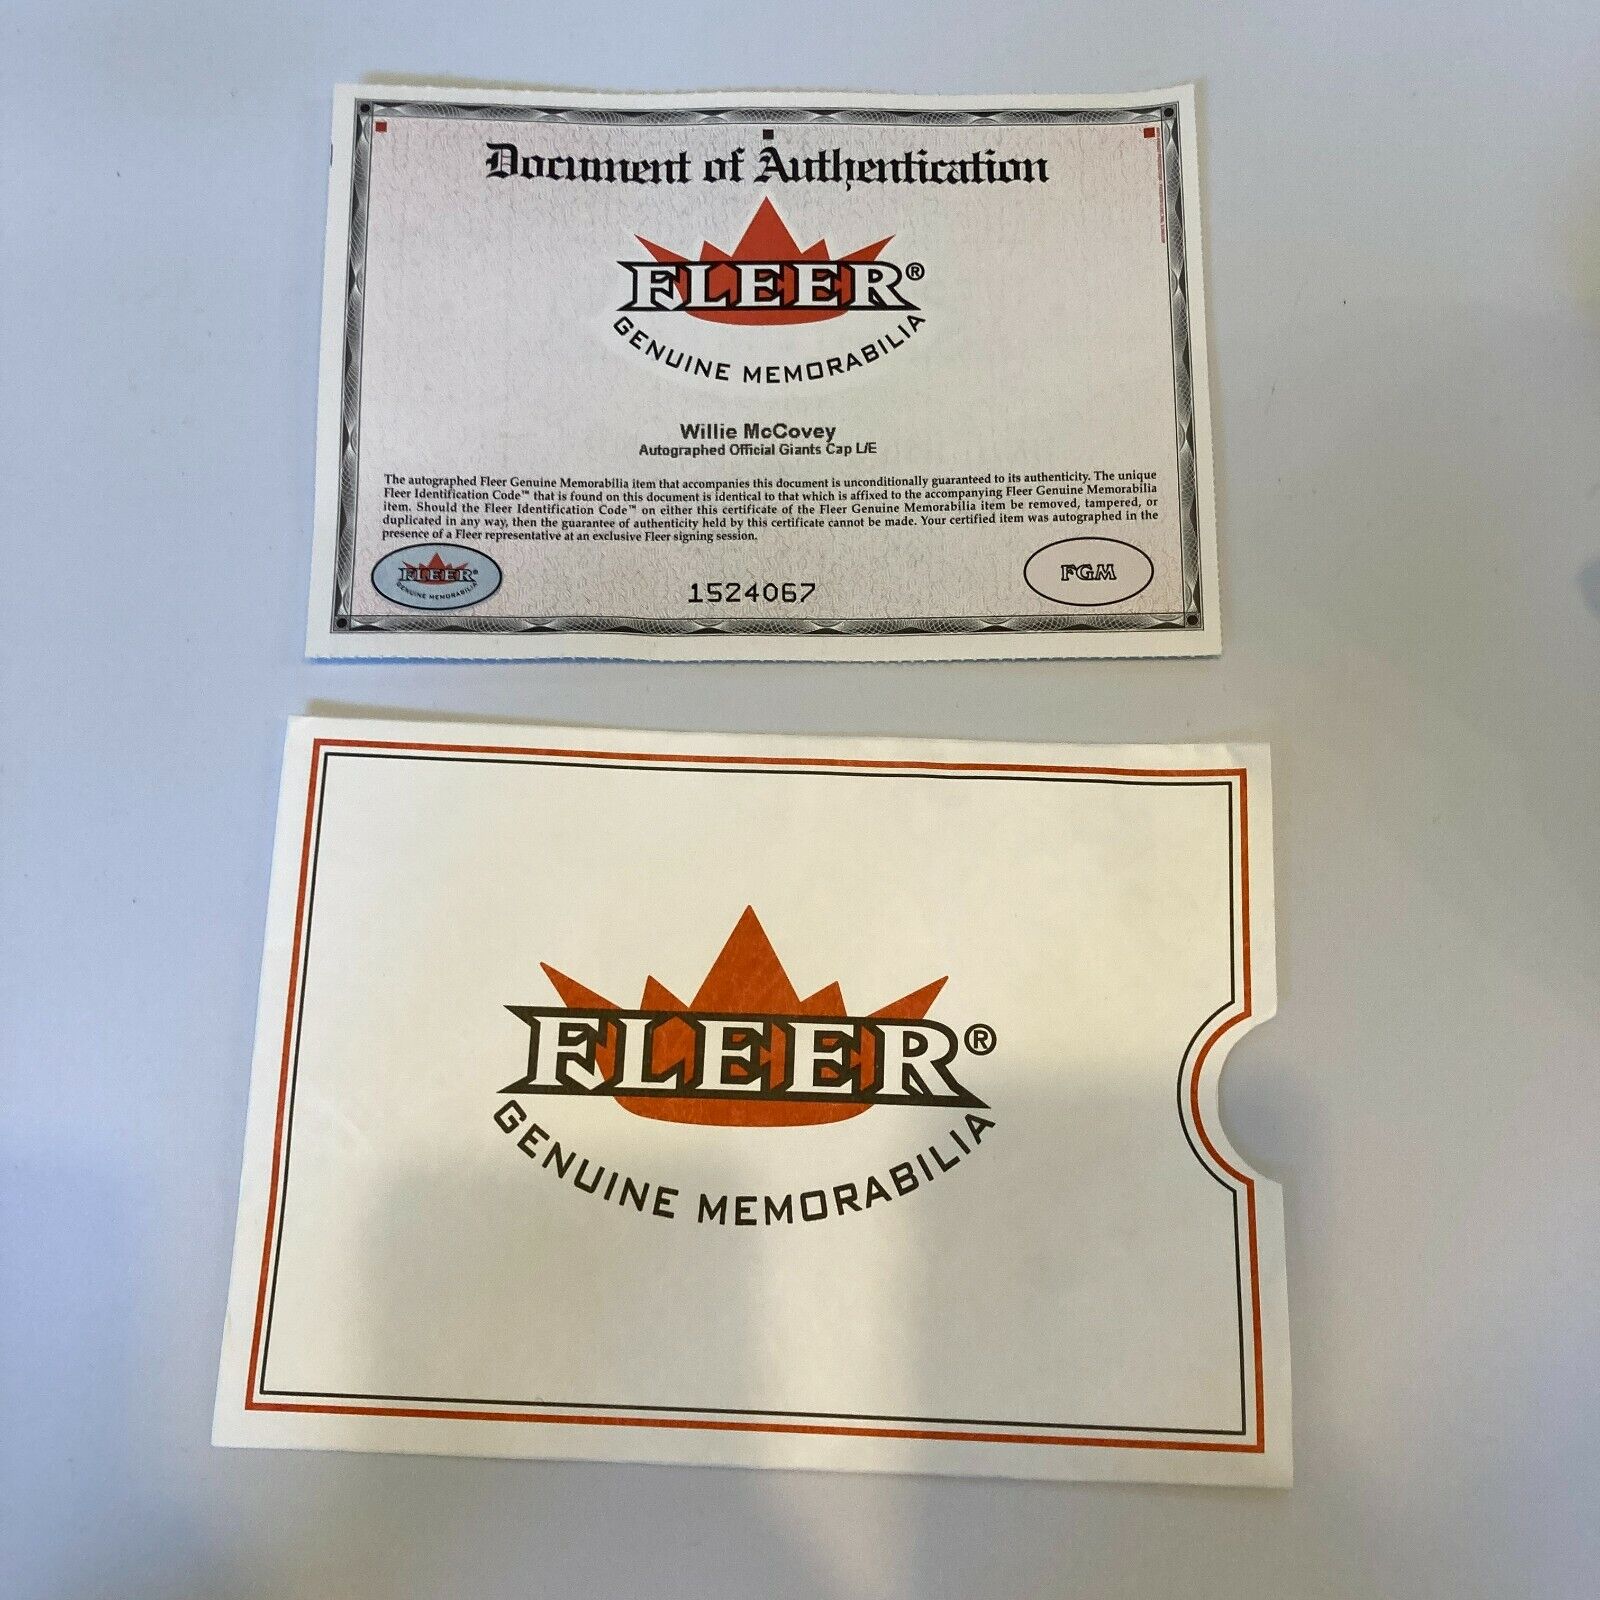 Document of Authentication
FLEER®
GENUINE MEMORABILIA
Willie McCovey
Autographed Official Giants Cap L/E
The autographed Fleer Genuine Memorabilia item that accompanies this document is unconditionally guaranteed to its authenticity. The unique
Fleer Identification Code™ that is found on this document is identical to that which is affixed to the accompanying Fleer Genuine Memorabilia
item. Should the Fleer Identification Code™ on either this certificate of the Fleer Genuine Memorabilia item be removed, tampered, or
duplicated in any way, then the guarantee of authenticity held by this certificate cannot be made. Your certified item was autographed in the
presence of a Fleer representative at an exclusive Fleer signing session.
FLEER®
GENUINE MEMORABILIA
1524067
FGM
FLEER®
GENUINE MEMORABILIA